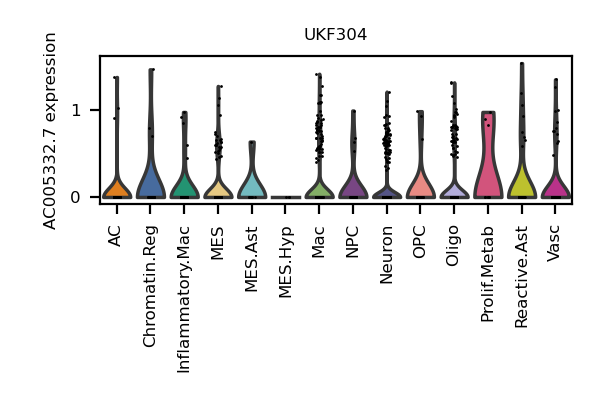 UKF304
AC005332.7 expression
1
0
AC
Chromatin.Reg
Inflammatory.Mac
MES
MES.Ast
MES.Hyp
Mac
NPC
Neuron
OPC
Oligo
Prolif.Metab
Reactive.Ast
Vasc